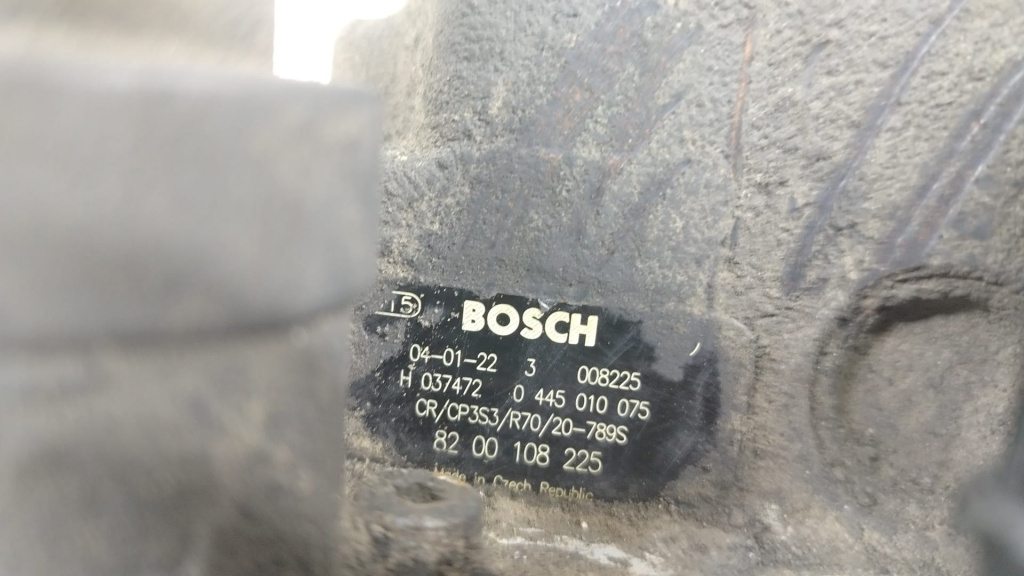 15
BOSCH
04-01-22 3 008225
H 037472 0 445 010 075
CR/CP3S3/R70/20-789S
82 00 108 225
Made in Czech Republic